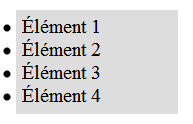 • Élément 1
• Élément 2
• Élément 3
• Élément 4